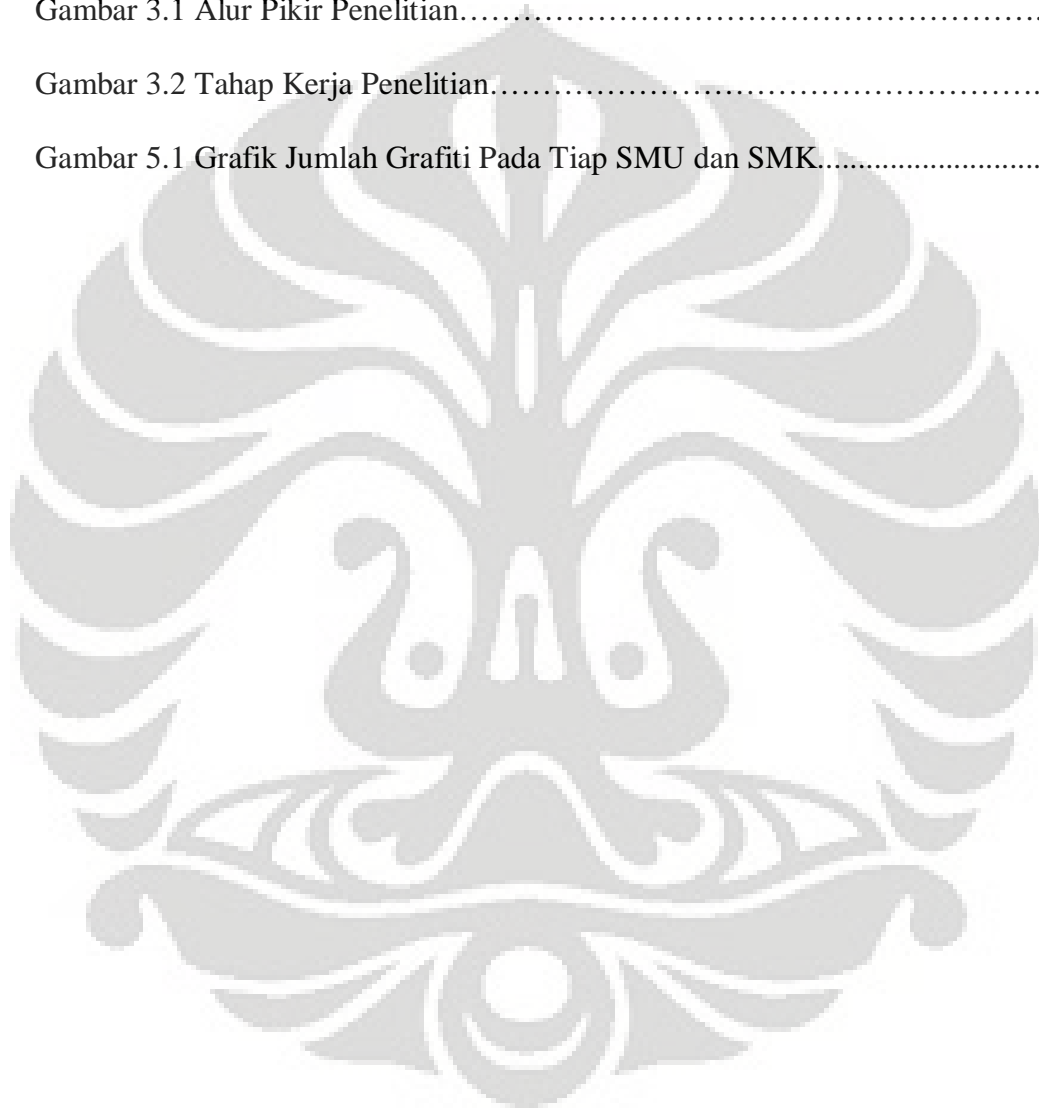 Gambar 3.1 Alur Pikir Penelitian…………………………………………………….
Gambar 3.2 Tahap Kerja Penelitian………………………………………………….
Gambar 5.1 Grafik Jumlah Grafiti Pada Tiap SMU dan SMK.............................